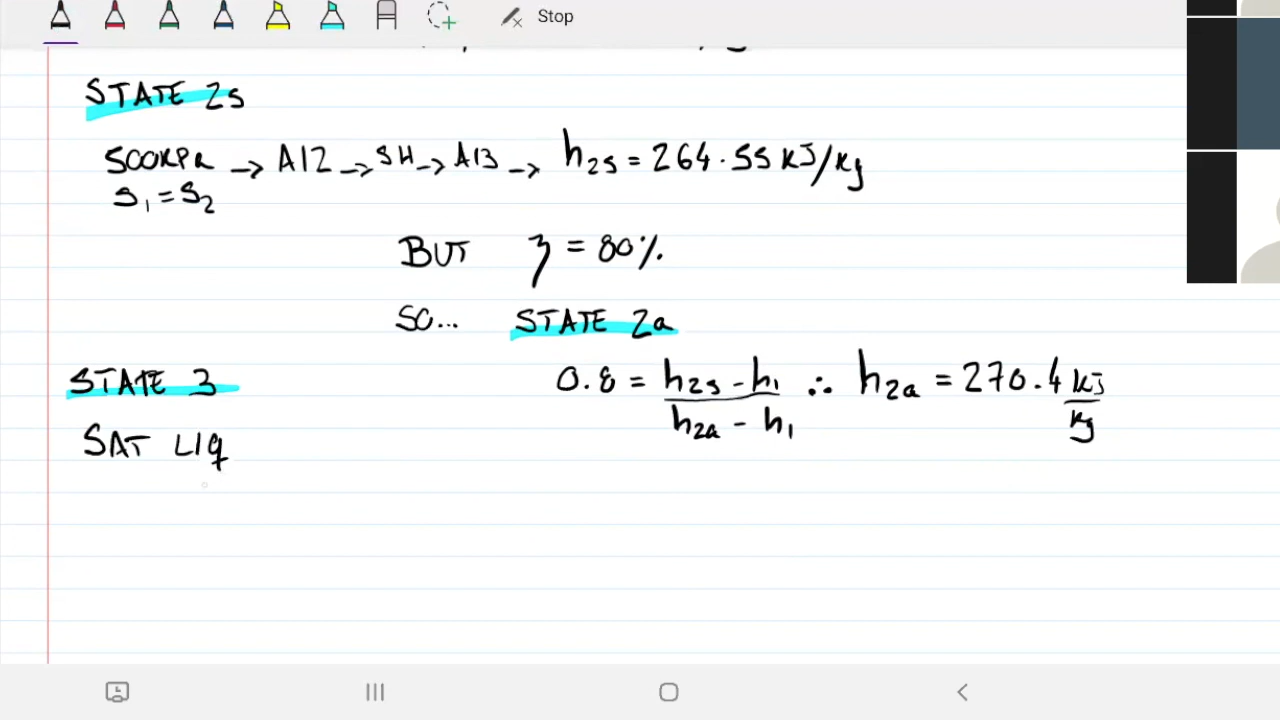 Stop
STATE 2s
500KPa → A12 → SH → A13 → h2s = 264.55 KJ/Kg
S1 = S2
BUT η = 80%
SO... STATE 2a
STATE 3
0.8 = h2s - h1 / h2a - h1 ∴ h2a = 270.4 KJ/Kg
SAT LIQ